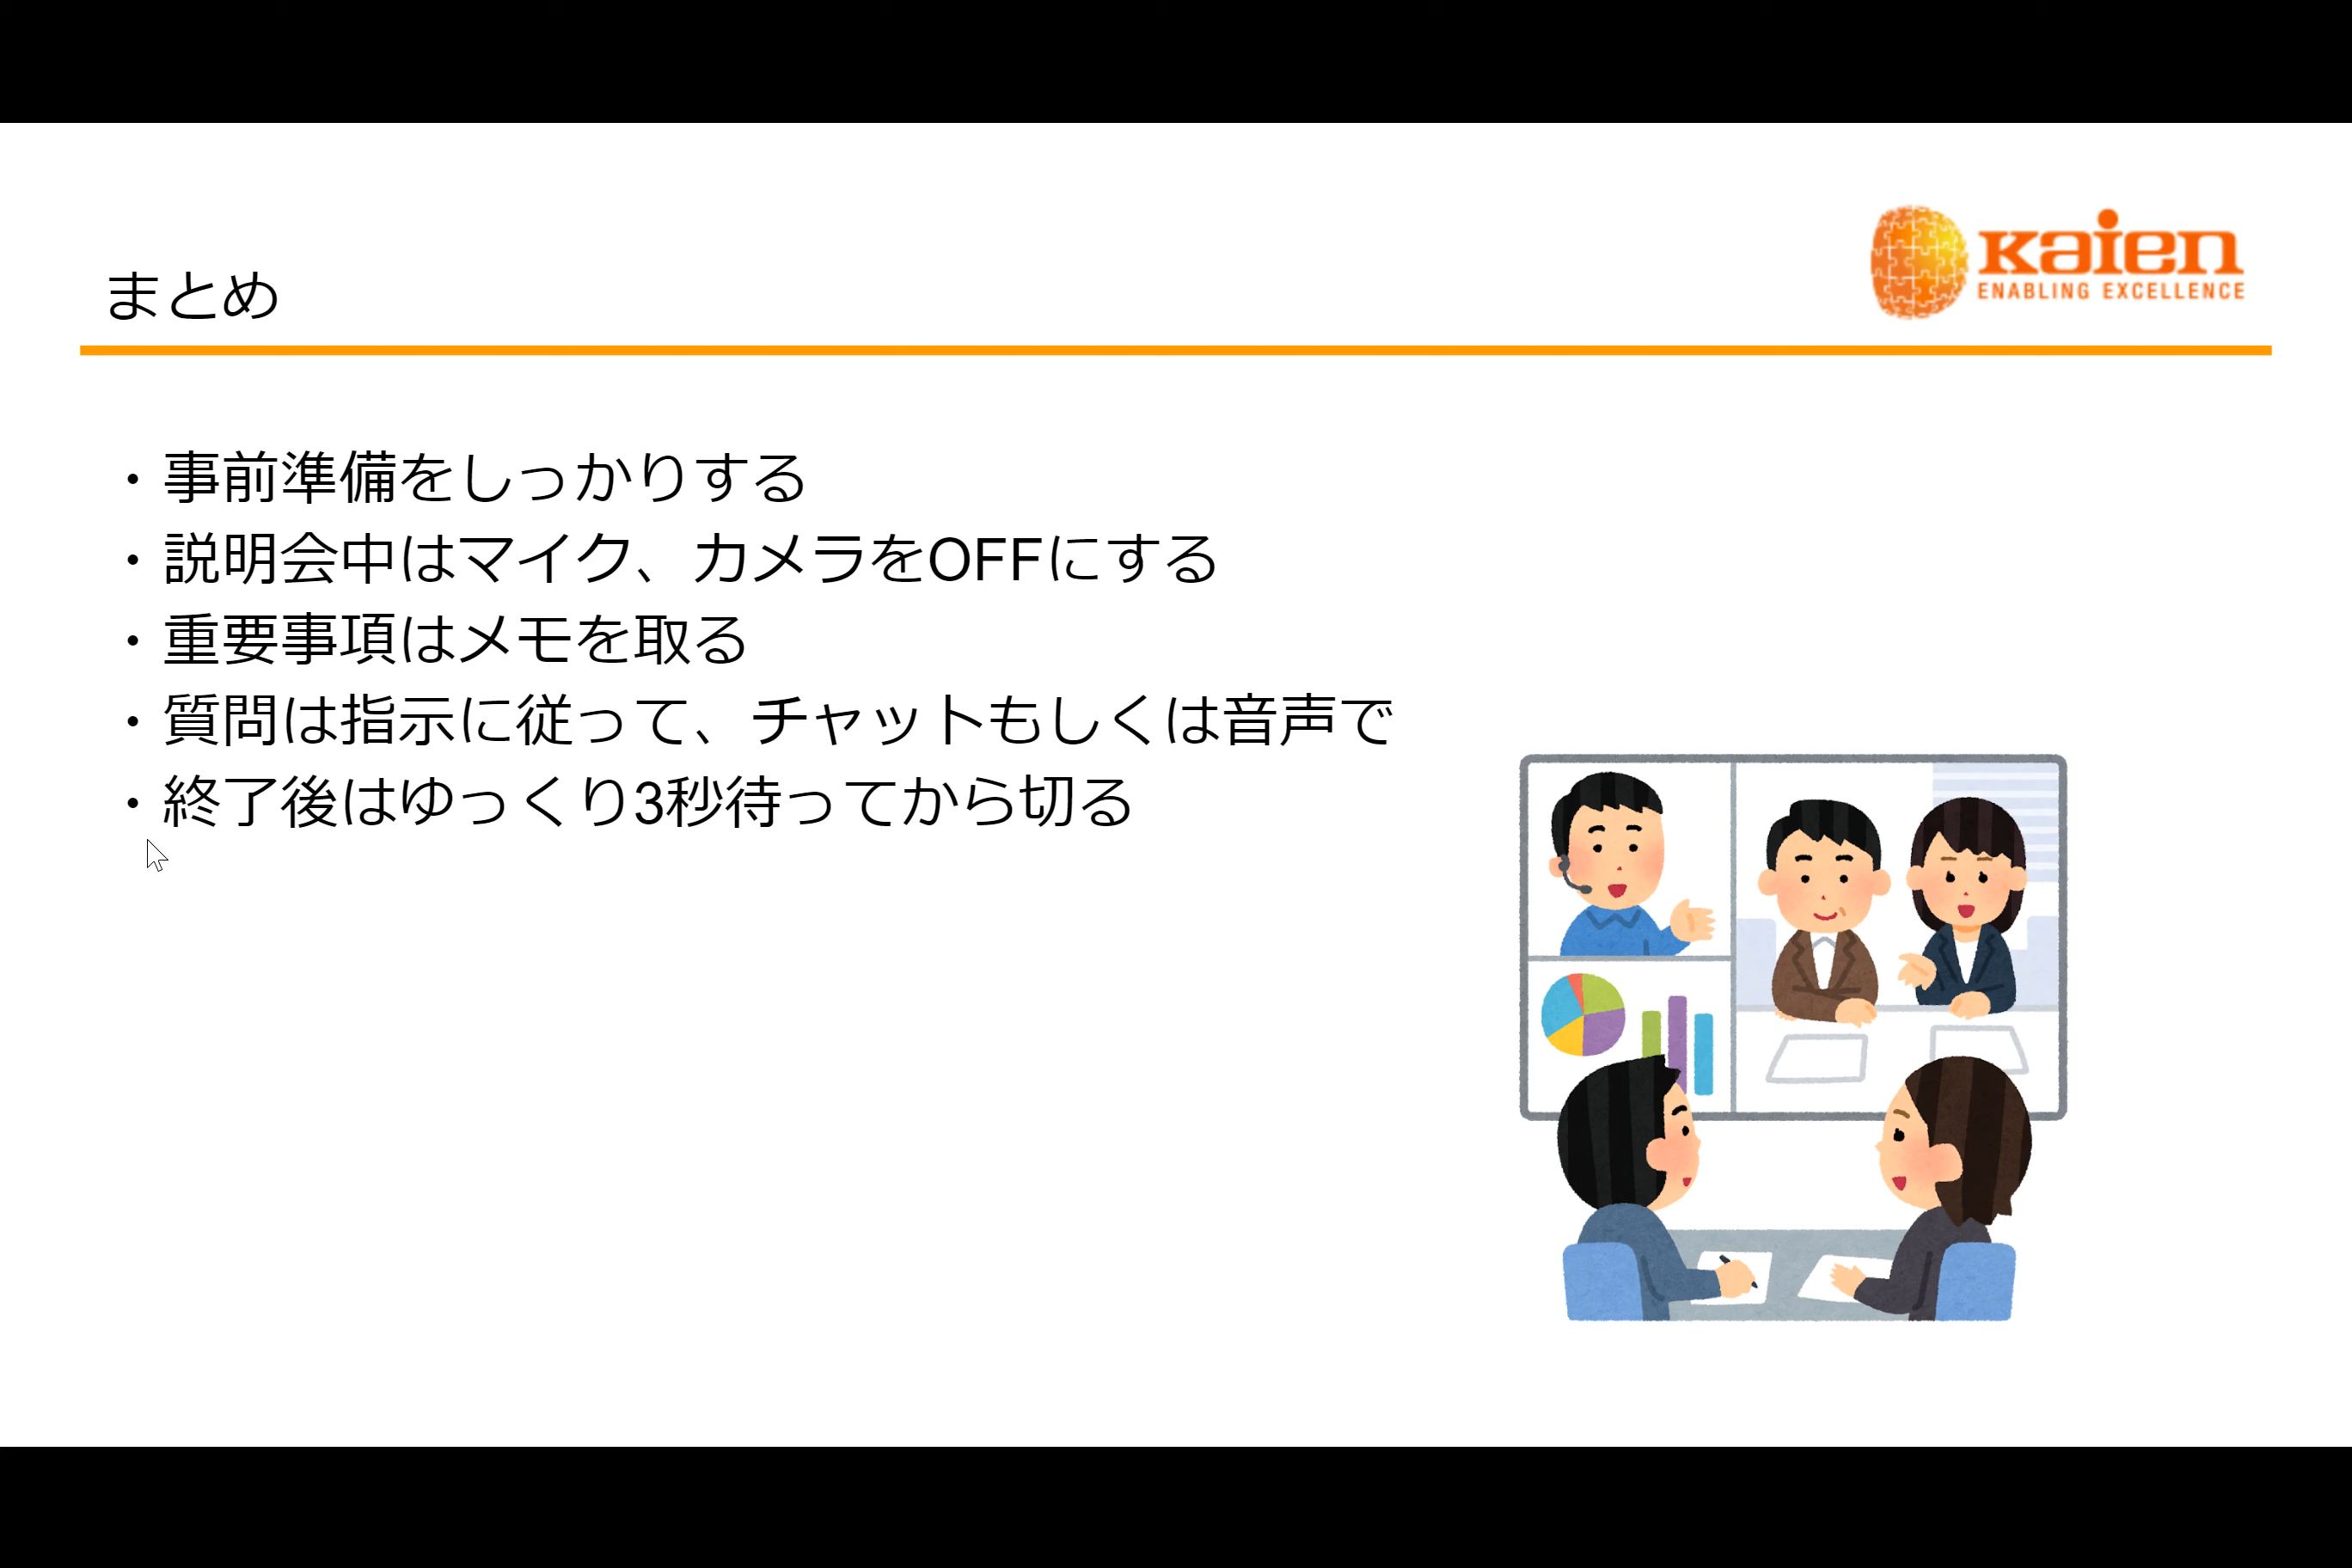 kaien
ENABLING EXCELLENCE
まとめ
・事前準備をしっかりする
・説明会中はマイク、カメラをOFFにする
・重要事項はメモを取る
・質問は指示に従って、チャットもしくは音声で
・終了後はゆっくり3秒待ってから切る